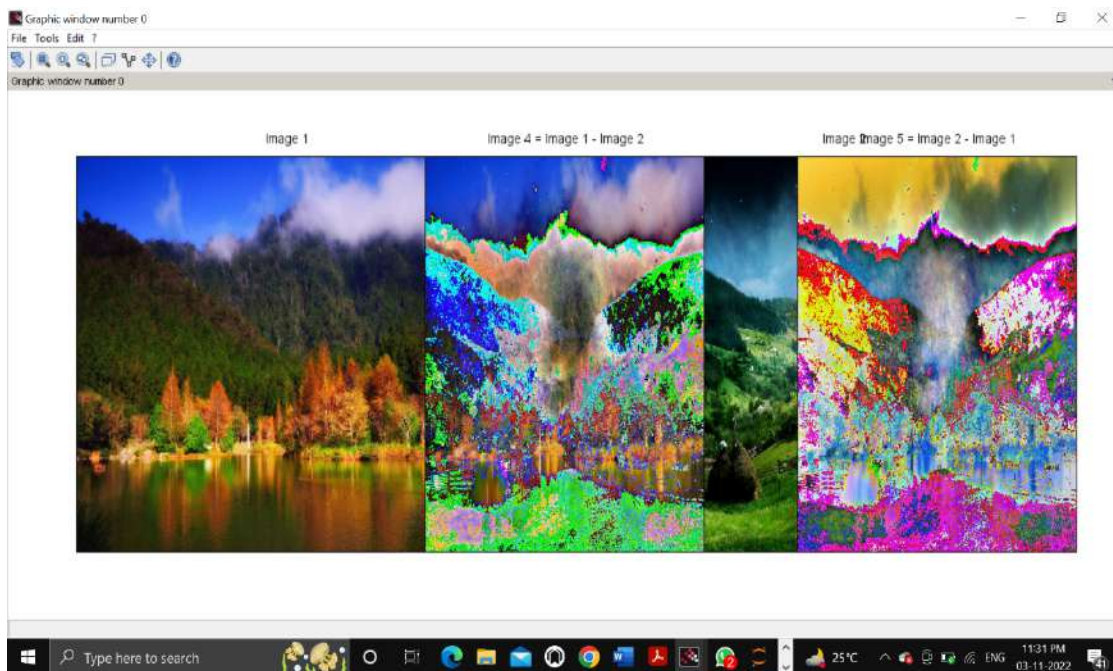 Graphic window number 0
File Tools Edit ?
Graphic window number 0
Image 1
Image 4 = Image 1 - Image 2
Image 5 = Image 2 - Image 1
Type here to search
25°C
ENG
11:31 PM
03-11-2022